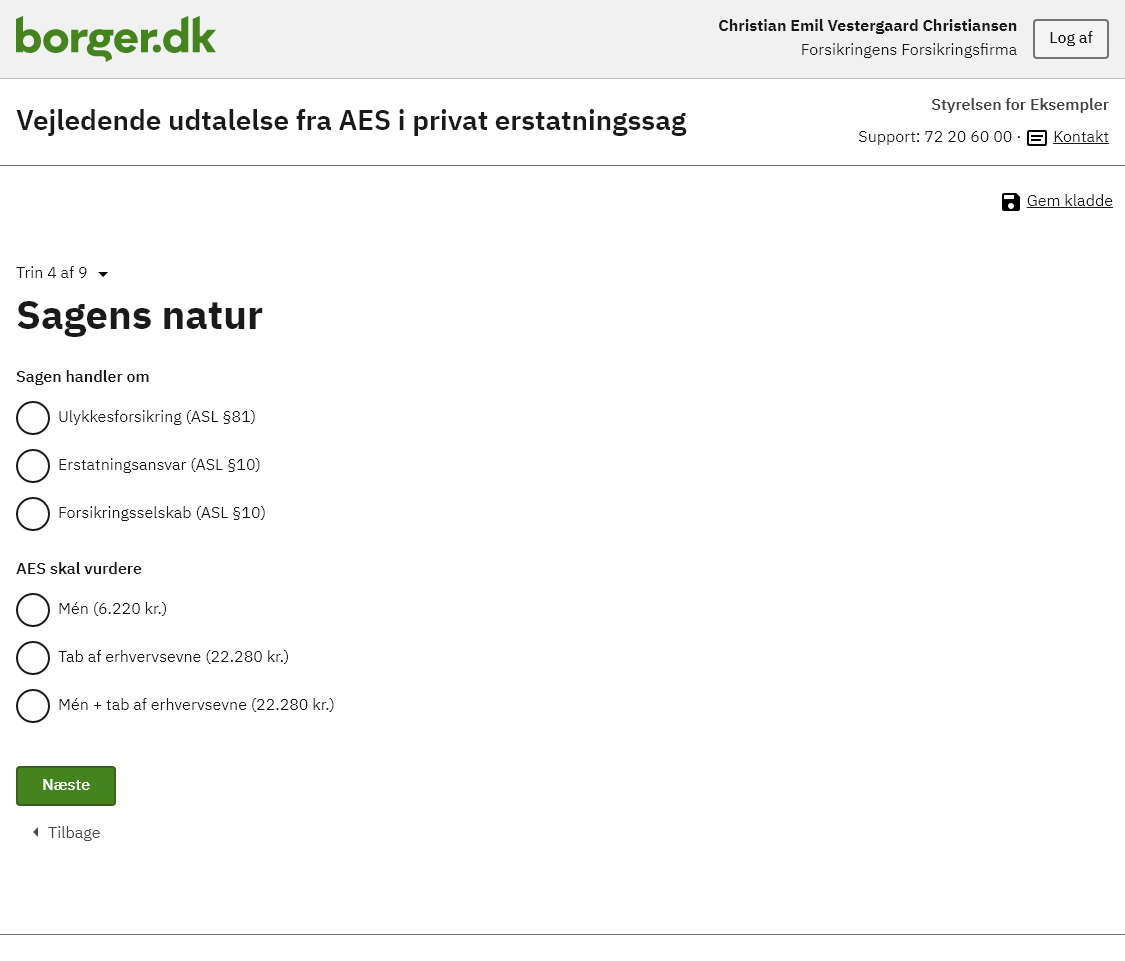 borger.dk
Christian Emil Vestergaard Christiansen
Forsikringens Forsikringsfirma
Log af
Vejledende udtalelse fra AES i privat erstatningssag
Styrelsen for Eksempler
Support: 72 20 60 00 · Kontakt
Gem kladde
Trin 4 af 9
Sagens natur
Sagen handler om
Ulykkesforsikring (ASL §81)
Erstatningsansvar (ASL §10)
Forsikringsselskab (ASL §10)
AES skal vurdere
Mén (6.220 kr.)
Tab af erhvervsevne (22.280 kr.)
Mén + tab af erhvervsevne (22.280 kr.)
Næste
Tilbage